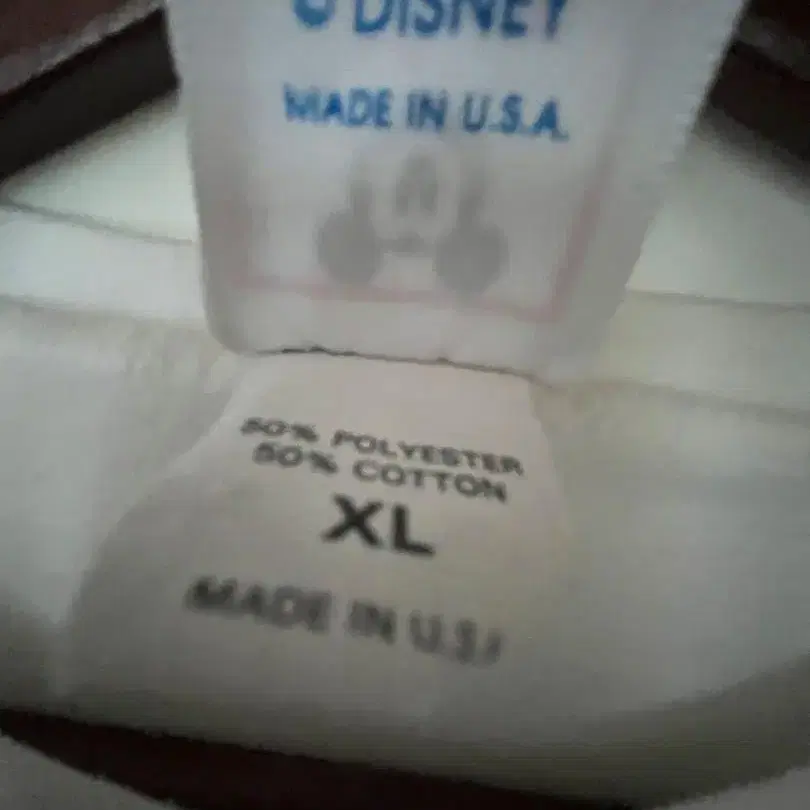 © DISNEY
MADE IN U.S.A.
50% POLYESTER
50% COTTON
XL
MADE IN U.S.A